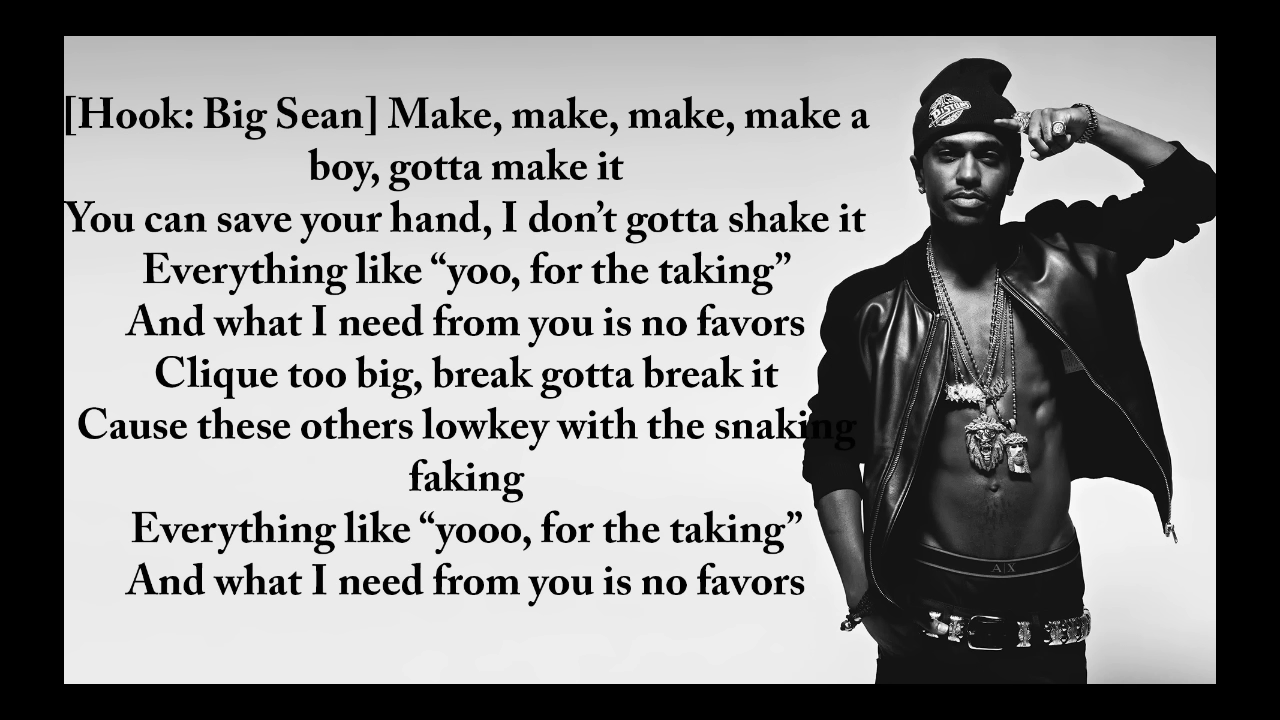 [Hook: Big Sean] Make, make, make, make a
boy, gotta make it
You can save your hand, I don’t gotta shake it
Everything like “yoo, for the taking”
And what I need from you is no favors
Clique too big, break gotta break it
Cause these others lowkey with the snaking
faking
Everything like “yooo, for the taking”
And what I need from you is no favors
PISTONS
A|X